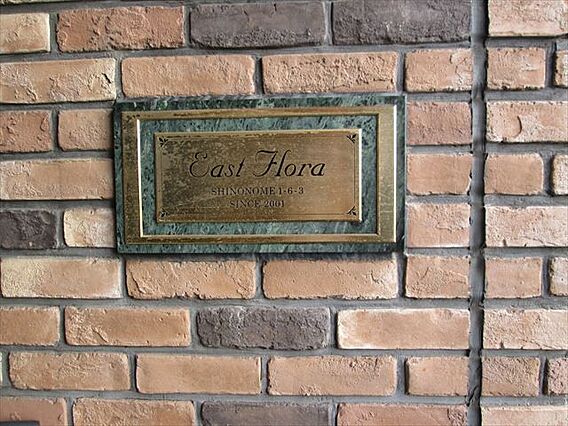 East Flora
SHINONOME 1-6-3
SINCE 2001